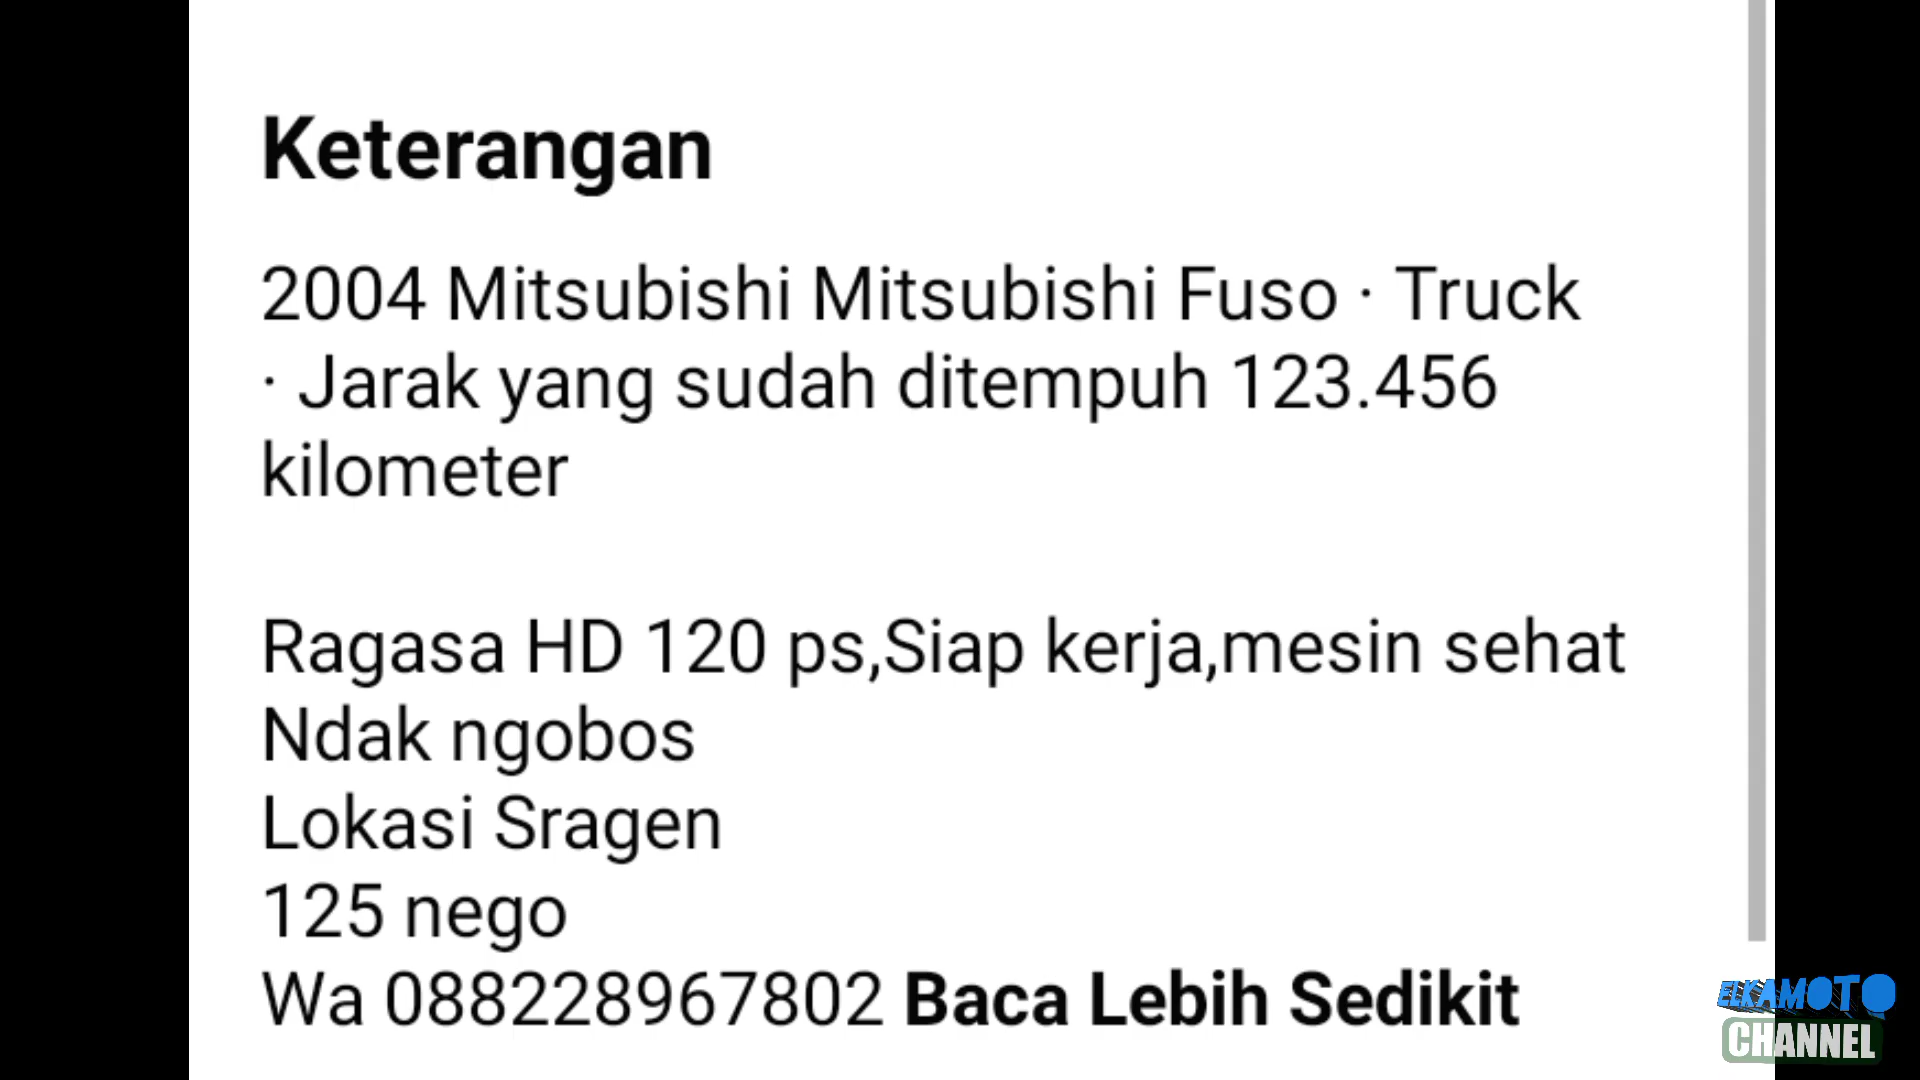 Keterangan
2004 Mitsubishi Mitsubishi Fuso · Truck
· Jarak yang sudah ditempuh 123.456
kilometer
Ragasa HD 120 ps,Siap kerja,mesin sehat
Ndak ngobos
Lokasi Sragen
125 nego
Wa 088228967802 Baca Lebih Sedikit
ELKAMOTO
CHANNEL